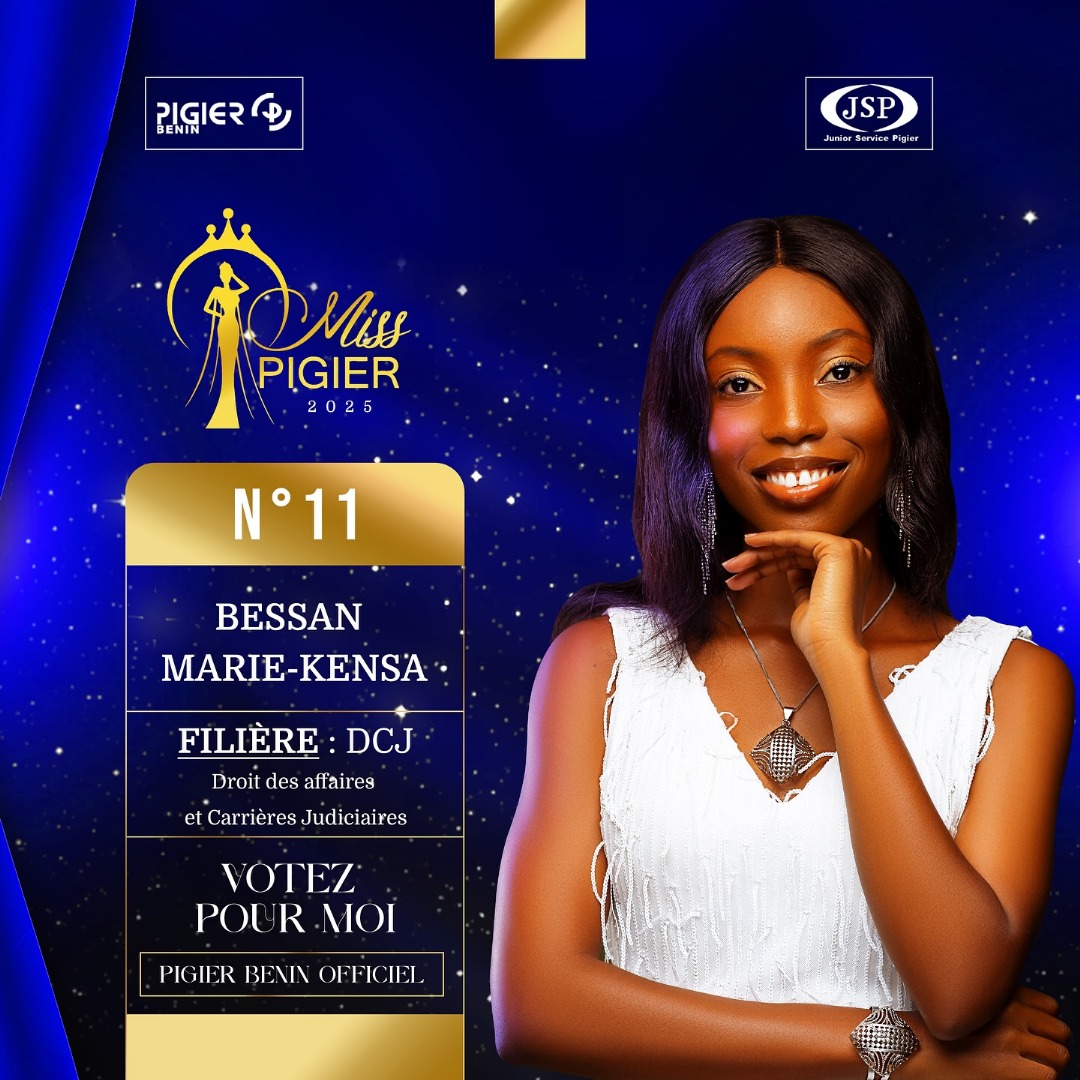 PIGIER
BENIN
JSP
Junior Service Pigier
Miss
PIGIER
2025
N°11
BESSAN
MARIE-KENSA
FILIÈRE : DCJ
Droit des affaires
et Carrières Judiciaires
VOTEZ
POUR MOI
PIGIER BENIN OFFICIEL